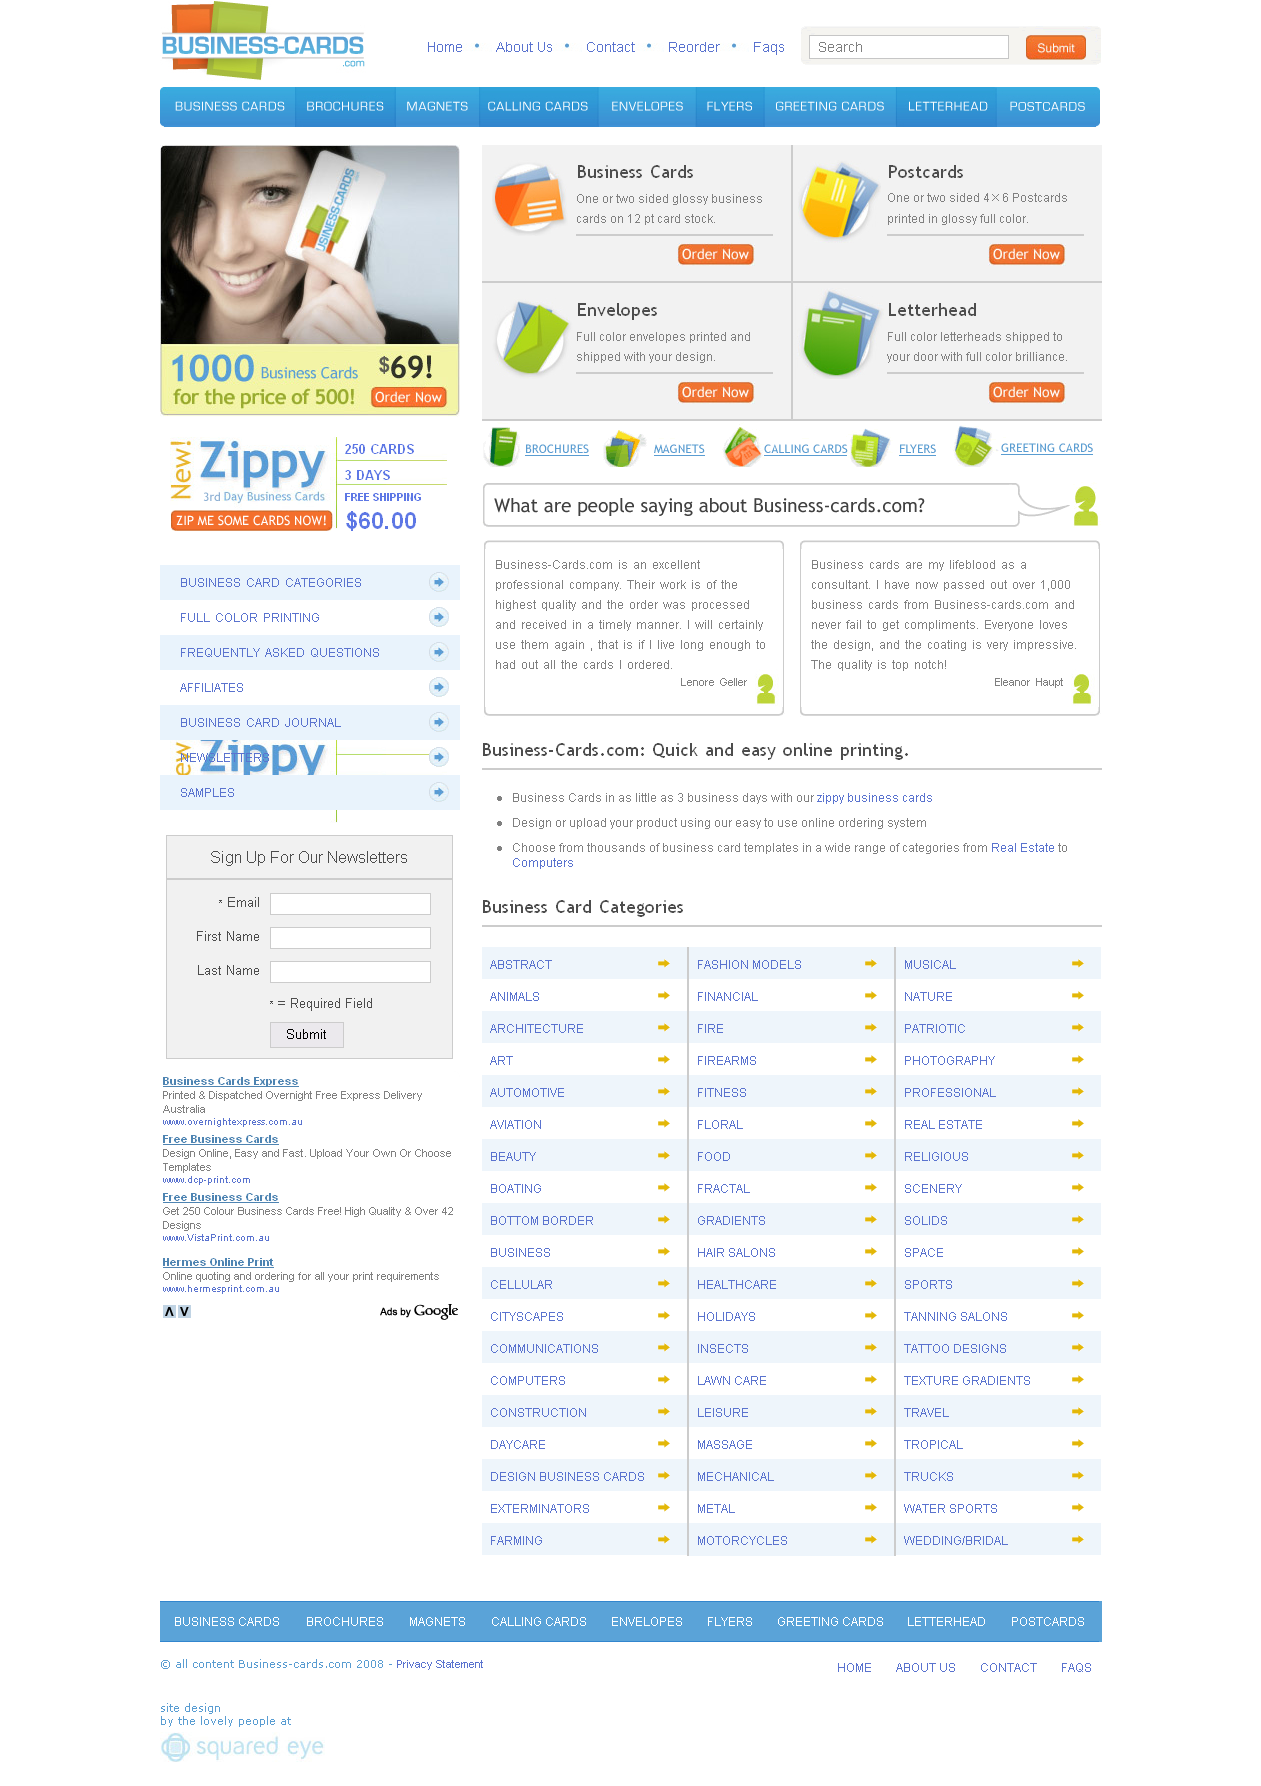 BUSINESS-CARDS
.com
Home • About Us • Contact • Reorder • Faqs
Search
Submit
BUSINESS CARDS BROCHURES MAGNETS CALLING CARDS ENVELOPES FLYERS GREETING CARDS LETTERHEAD POSTCARDS
BUSINESS-CARDS
1000 Business Cards $69!
for the price of 500! Order Now
New! Zippy
3rd Day Business Cards
ZIP ME SOME CARDS NOW!
250 CARDS
3 DAYS
FREE SHIPPING
$60.00
BUSINESS CARD CATEGORIES
FULL COLOR PRINTING
FREQUENTLY ASKED QUESTIONS
AFFILIATES
BUSINESS CARD JOURNAL
NEWSLETTERS
Zippy
SAMPLES
Sign Up For Our Newsletters
* Email
First Name
Last Name
* = Required Field
Submit
Business Cards Express
Printed & Dispatched Overnight Free Express Delivery
Australia
www.overnightexpress.com.au
Free Business Cards
Design Online, Easy and Fast. Upload Your Own Or Choose
Templates
www.dcp-print.com
Free Business Cards
Get 250 Colour Business Cards Free! High Quality & Over 42
Designs
www.VistaPrint.com.au
Hermes Online Print
Online quoting and ordering for all your print requirements
www.hermesprint.com.au
Ads by Google
Business Cards
One or two sided glossy business
cards on 12 pt card stock.
Order Now
Postcards
One or two sided 4×6 Postcards
printed in glossy full color.
Order Now
Envelopes
Full color envelopes printed and
shipped with your design.
Order Now
Letterhead
Full color letterheads shipped to
your door with full color brilliance.
Order Now
BROCHURES MAGNETS CALLING CARDS FLYERS GREETING CARDS
What are people saying about Business-cards.com?
Business-Cards.com is an excellent
professional company. Their work is of the
highest quality and the order was processed
and received in a timely manner. I will certainly
use them again , that is if I live long enough to
had out all the cards I ordered.
Lenore Geller
Business cards are my lifeblood as a
consultant. I have now passed out over 1,000
business cards from Business-cards.com and
never fail to get compliments. Everyone loves
the design, and the coating is very impressive.
The quality is top notch!
Eleanor Haupt
Business-Cards.com: Quick and easy online printing.
• Business Cards in as little as 3 business days with our zippy business cards
• Design or upload your product using our easy to use online ordering system
• Choose from thousands of business card templates in a wide range of categories from Real Estate to
Computers
Business Card Categories
ABSTRACT FASHION MODELS MUSICAL
ANIMALS FINANCIAL NATURE
ARCHITECTURE FIRE PATRIOTIC
ART FIREARMS PHOTOGRAPHY
AUTOMOTIVE FITNESS PROFESSIONAL
AVIATION FLORAL REAL ESTATE
BEAUTY FOOD RELIGIOUS
BOATING FRACTAL SCENERY
BOTTOM BORDER GRADIENTS SOLIDS
BUSINESS HAIR SALONS SPACE
CELLULAR HEALTHCARE SPORTS
CITYSCAPES HOLIDAYS TANNING SALONS
COMMUNICATIONS INSECTS TATTOO DESIGNS
COMPUTERS LAWN CARE TEXTURE GRADIENTS
CONSTRUCTION LEISURE TRAVEL
DAYCARE MASSAGE TROPICAL
DESIGN BUSINESS CARDS MECHANICAL TRUCKS
EXTERMINATORS METAL WATER SPORTS
FARMING MOTORCYCLES WEDDING/BRIDAL
BUSINESS CARDS BROCHURES MAGNETS CALLING CARDS ENVELOPES FLYERS GREETING CARDS LETTERHEAD POSTCARDS
© all content Business-cards.com 2008 - Privacy Statement
HOME ABOUT US CONTACT FAQS
site design
by the lovely people at
squared eye